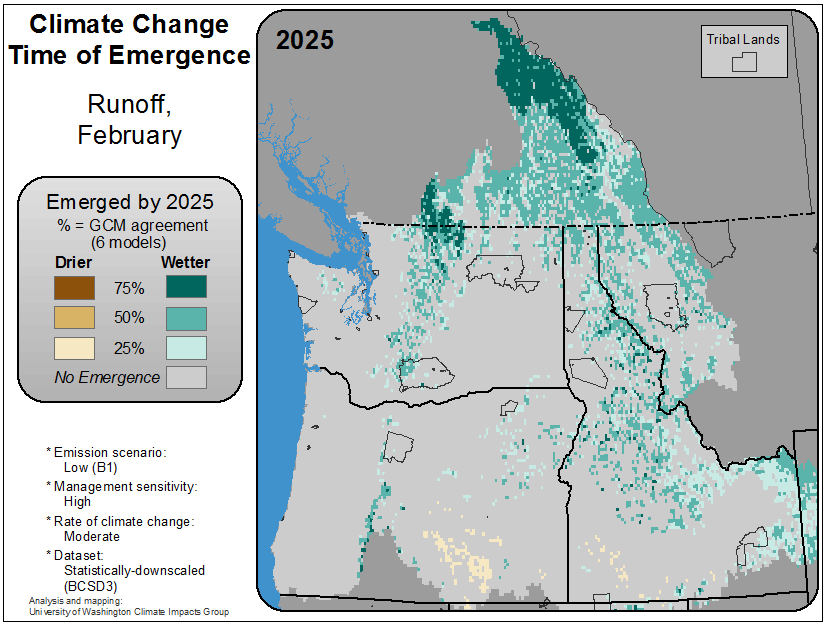 Climate Change
Time of Emergence
Runoff,
February
Emerged by 2025
% = GCM agreement
(6 models)
Drier Wetter
75%
50%
25%
No Emergence
* Emission scenario:
Low (B1)
* Management sensitivity:
High
* Rate of climate change:
Moderate
* Dataset:
Statistically-downscaled
(BCSD3)
Analysis and mapping:
University of Washington Climate Impacts Group
2025
Tribal Lands